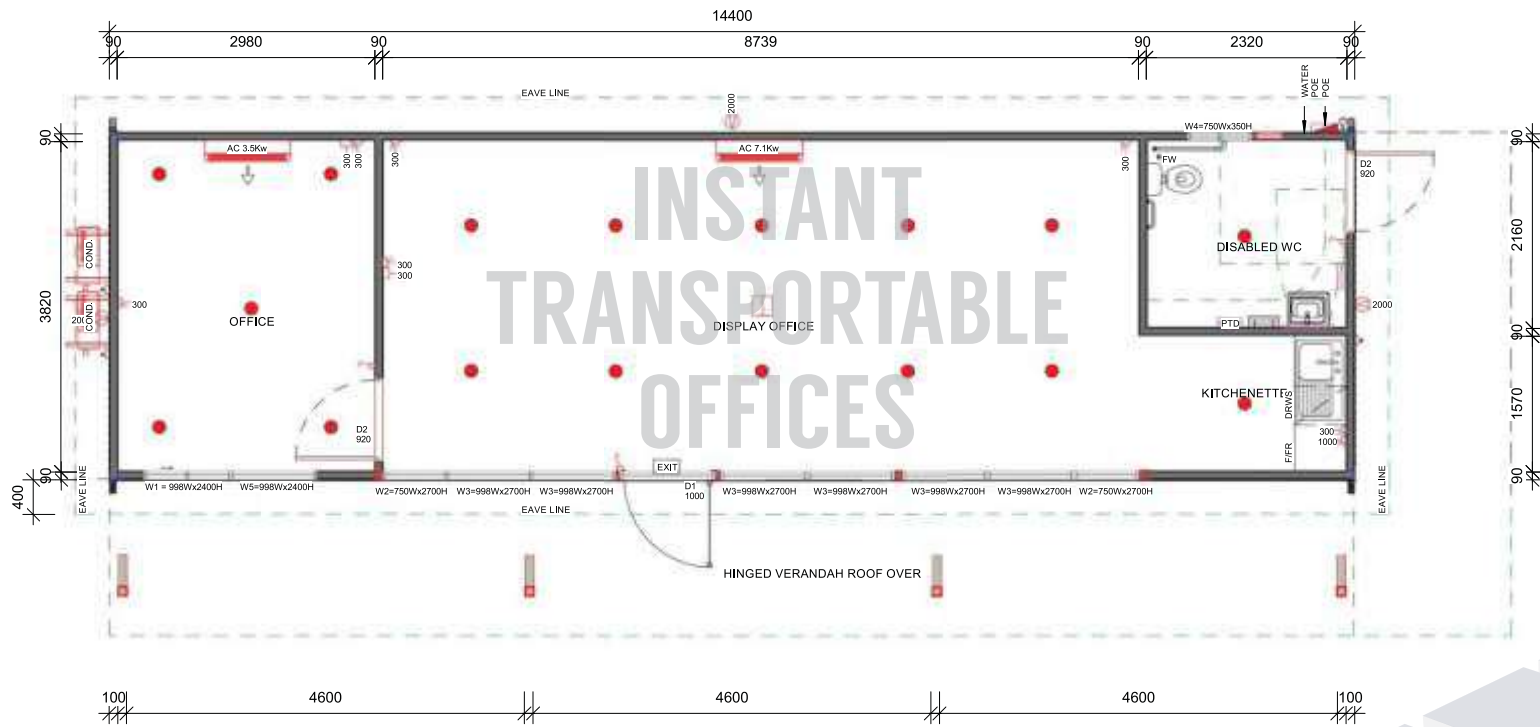 14400
90 2980 90 8739 90 2320 90
EAVE LINE
2000
WATER
POE
POE
W4=750Wx350H
90
90
AC 3.5Kw
AC 7.1Kw
300
300
300
300
FW
D2
920
INSTANT
TRANSPORTABLE
OFFICES
COND.
COND.
300
300
300
3820
2160
OFFICE
DISPLAY OFFICE
DISABLED WC
2000
PTD
90
KITCHENETTE
DRWS
F/FR
300
1000
1570
D2
920
EXIT
D1
1000
90
90
400
W1 = 998Wx2400H W5=998Wx2400H W2=750Wx2700H W3=998Wx2700H W3=998Wx2700H W3=998Wx2700H W3=998Wx2700H W3=998Wx2700H W3=998Wx2700H W2=750Wx2700H
EAVE LINE
EAVE LINE
EAVE LINE
HINGED VERANDAH ROOF OVER
100 4600 4600 4600 100